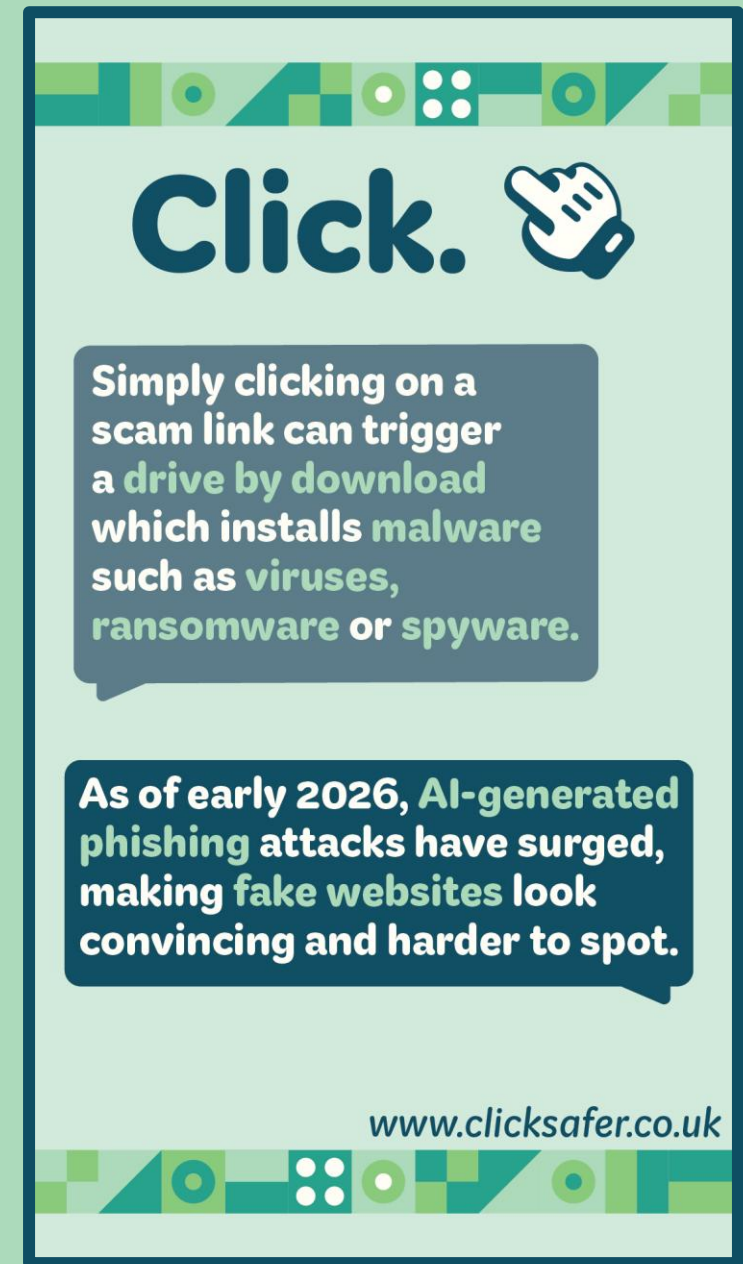 Click.
Simply clicking on a
scam link can trigger
a drive by download
which installs malware
such as viruses,
ransomware or spyware.
As of early 2026, AI-generated
phishing attacks have surged,
making fake websites look
convincing and harder to spot.
www.clicksafer.co.uk